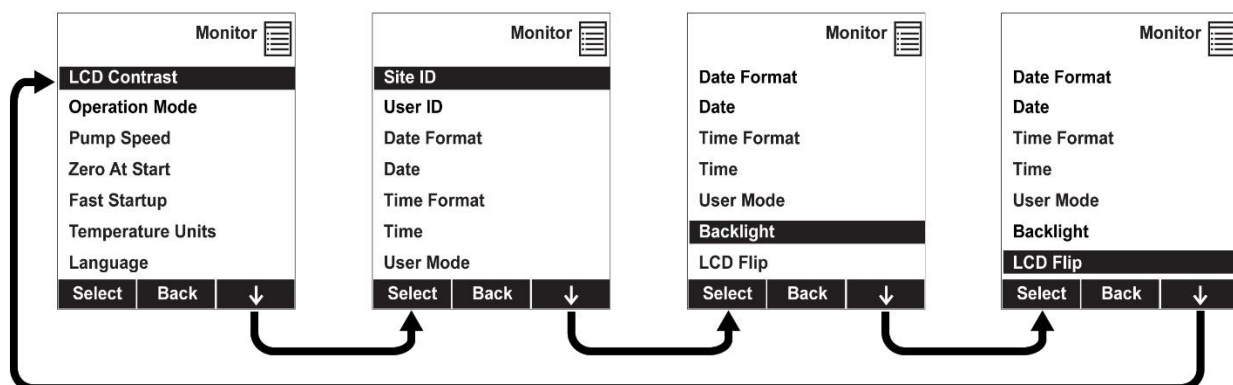 Monitor
LCD Contrast
Operation Mode
Pump Speed
Zero At Start
Fast Startup
Temperature Units
Language
Select Back ↓
Monitor
Site ID
User ID
Date Format
Date
Time Format
Time
User Mode
Select Back ↓
Monitor
Date Format
Date
Time Format
Time
User Mode
Backlight
LCD Flip
Select Back ↓
Monitor
Date Format
Date
Time Format
Time
User Mode
Backlight
LCD Flip
Select Back ↓